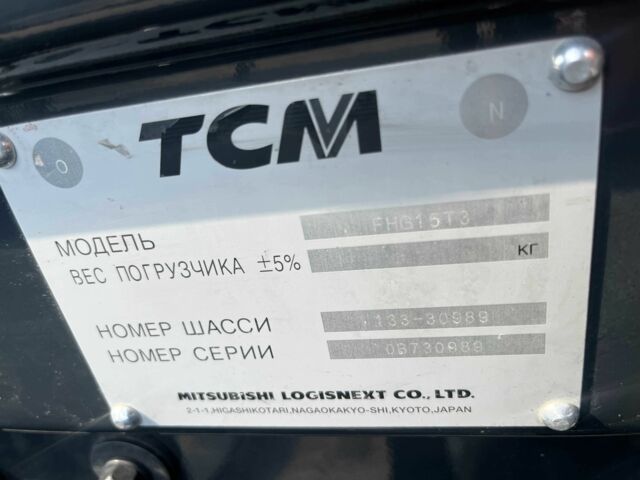 O
TCM
N
МОДЕЛЬ FHG15T3
ВЕС ПОГРУЗЧИКА ±5% КГ
НОМЕР ШАССИ 133-30989
НОМЕР СЕРИИ 0B730989
MITSUBISHI LOGISNEXT CO., LTD.
2-1-1,HIGASHIKOTARI,NAGAOKAKYO-SHI,KYOTO,JAPAN